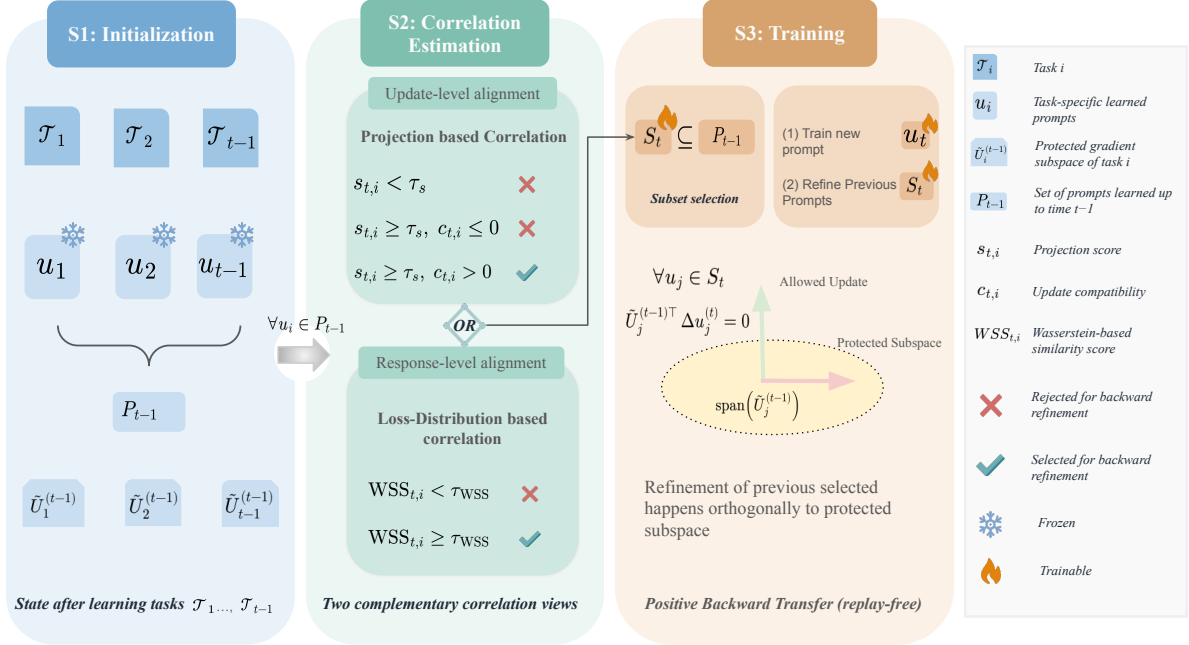 S1: Initialization
𝒯_1
𝒯_2
𝒯_{t−1}
u_1
u_2
u_{t−1}
P_{t−1}
Ũ_1^{(t−1)}
Ũ_2^{(t−1)}
Ũ_{t−1}^{(t−1)}
State after learning tasks 𝒯_1..., 𝒯_{t−1}
∀u_i ∈ P_{t−1}
S2: Correlation
Estimation
Update-level alignment
Projection based Correlation
s_{t,i} < τ_s
s_{t,i} ≥ τ_s, c_{t,i} ≤ 0
s_{t,i} ≥ τ_s, c_{t,i} > 0
OR
Response-level alignment
Loss-Distribution based
correlation
WSS_{t,i} < τ_{WSS}
WSS_{t,i} ≥ τ_{WSS}
Two complementary correlation views
S3: Training
S_t ⊆ P_{t−1}
Subset selection
(1) Train new
prompt
u_t
(2) Refine Previous
Prompts
S_t
∀u_j ∈ S_t
Allowed Update
Ũ_j^{(t−1)⊤} Δu_j^{(t)} = 0
Protected Subspace
span(Ũ_j^{(t−1)})
Refinement of previous selected
happens orthogonally to protected
subspace
Positive Backward Transfer (replay-free)
𝒯_i
Task i
u_i
Task-specific learned
prompts
Ũ_i^{(t−1)}
Protected gradient
subspace of task i
P_{t−1}
Set of prompts learned up
to time t−1
s_{t,i}
Projection score
c_{t,i}
Update compatibility
WSS_{t,i}
Wasserstein-based
similarity score
Rejected for backward
refinement
Selected for backward
refinement
Frozen
Trainable